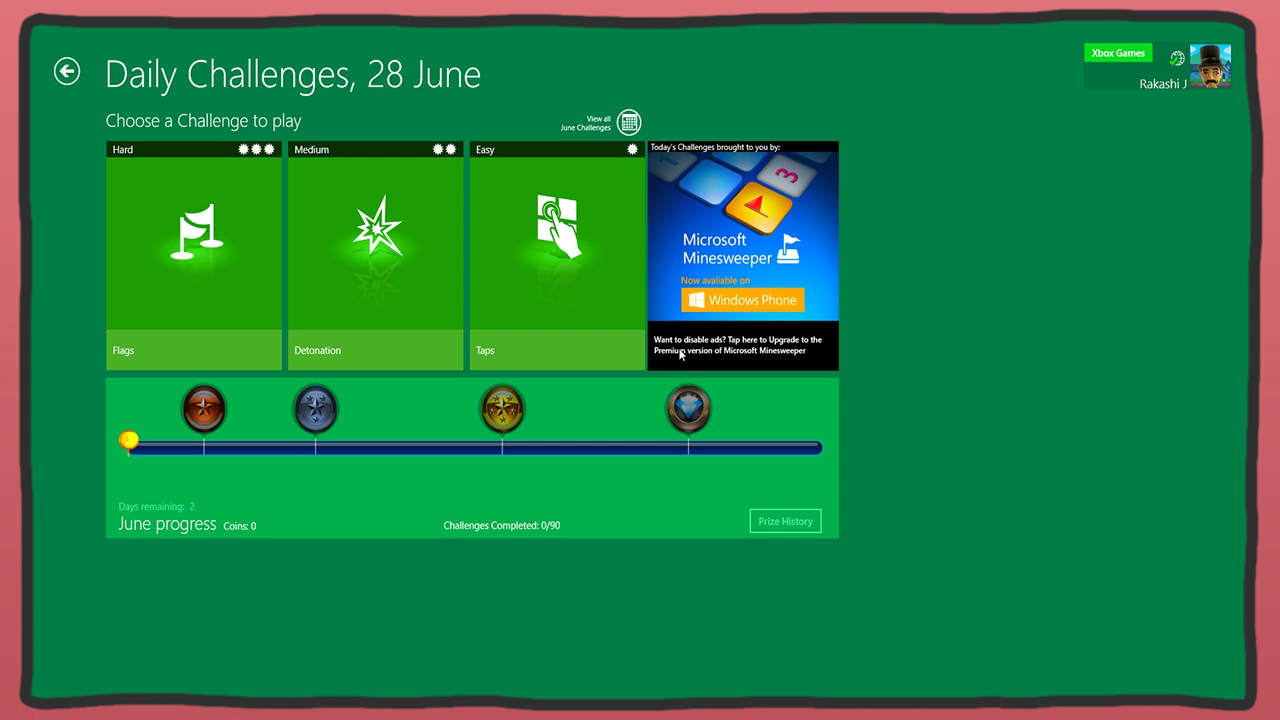 Daily Challenges, 28 June
Xbox Games
Rakashi J
Choose a Challenge to play
View all
June Challenges
Hard
Medium
Easy
Today's Challenges brought to you by:
3
Microsoft
Minesweeper
Now avaliable on
Windows Phone
Flags
Detonation
Taps
Want to disable ads? Tap here to Upgrade to the
Premium version of Microsoft Minesweeper
Days remaining: 2
June progress Coins: 0
Challenges Completed: 0/90
Prize History